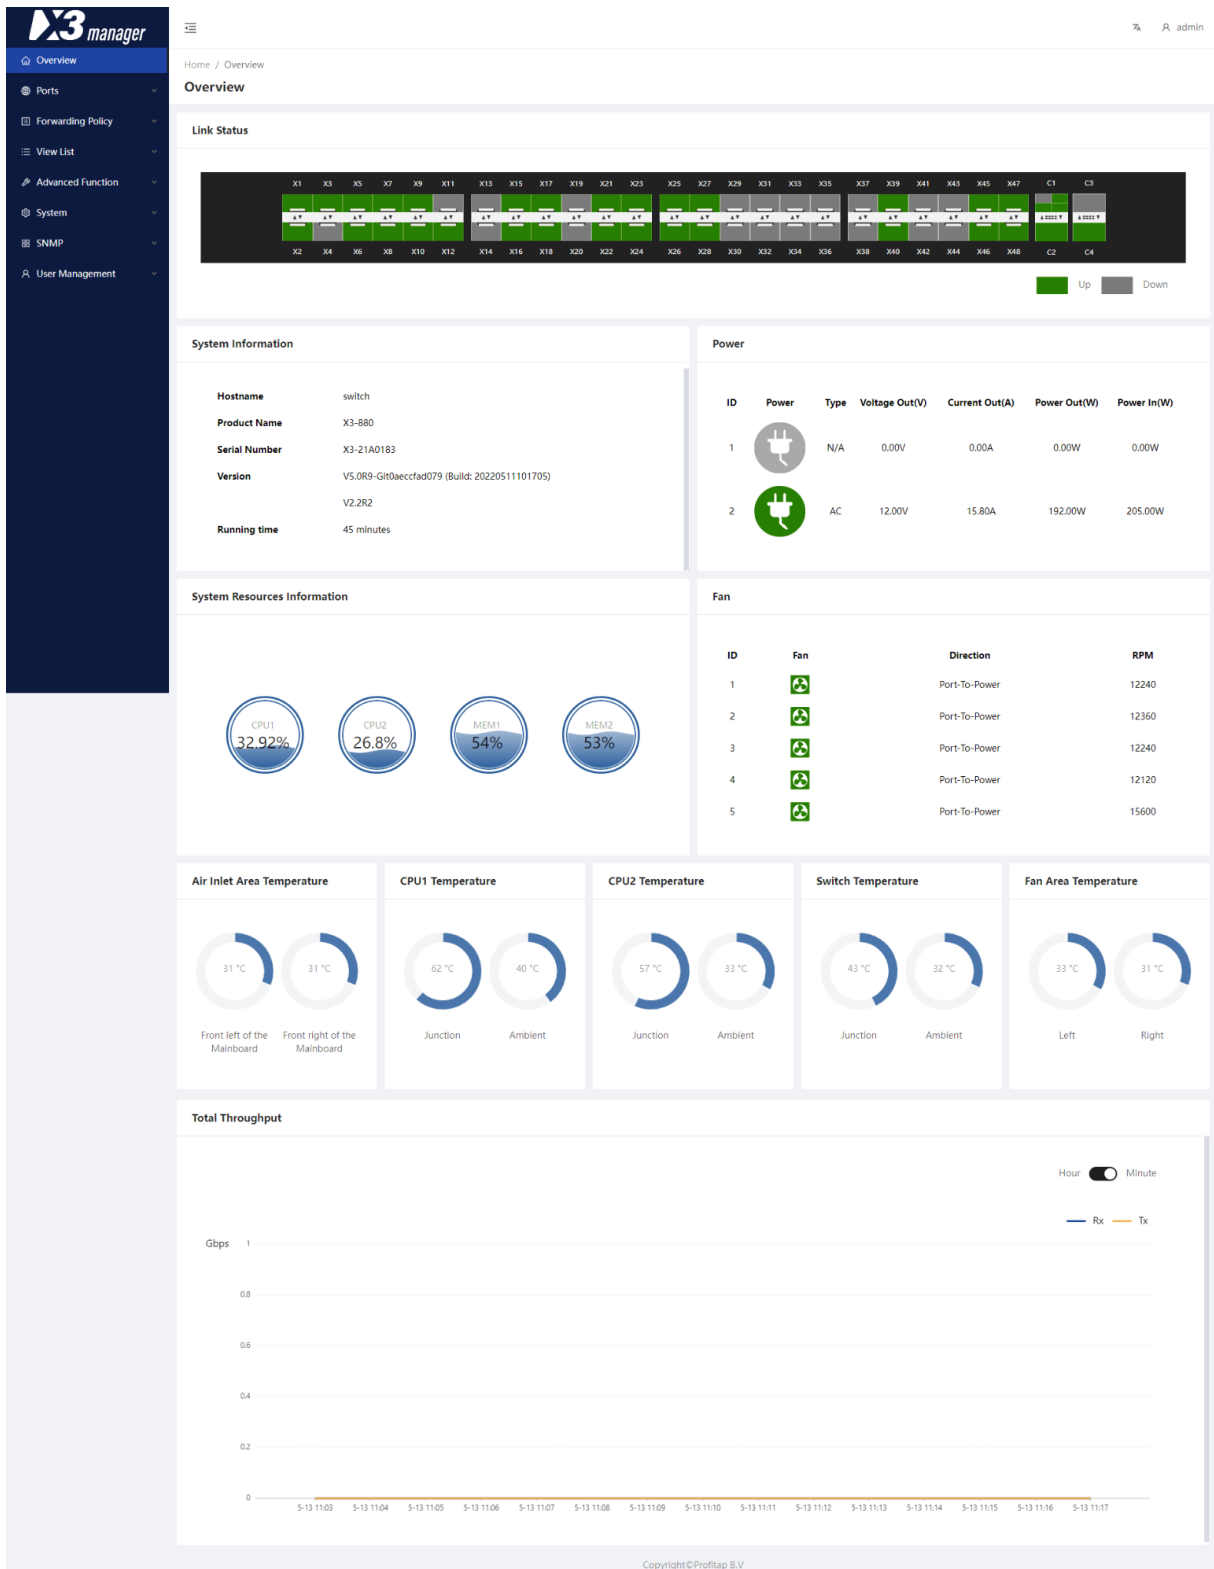 X3 manager
admin
Overview
Ports
Forwarding Policy
View List
Advanced Function
System
SNMP
User Management
Home / Overview
Overview
Link Status
X1 X3 X5 X7 X9 X11 X13 X15 X17 X19 X21 X23 X25 X27 X29 X31 X33 X35 X37 X39 X41 X43 X45 X47 C1 C3
X2 X4 X6 X8 X10 X12 X14 X16 X18 X20 X22 X24 X26 X28 X30 X32 X34 X36 X38 X40 X42 X44 X46 X48 C2 C4
Up Down
System Information
Hostname switch
Product Name X3-880
Serial Number X3-21A0183
Version V5.0R9-Git0aeccfad079 (Build: 20220511101705)
V2.2R2
Running time 45 minutes
Power
ID Power Type Voltage Out(V) Current Out(A) Power Out(W) Power In(W)
1 N/A 0.00V 0.00A 0.00W 0.00W
2 AC 12.00V 15.80A 192.00W 205.00W
System Resources Information
CPU1 CPU2 MEM1 MEM2
32.92% 26.8% 54% 53%
Fan
ID Fan Direction RPM
1 Port-To-Power 12240
2 Port-To-Power 12360
3 Port-To-Power 12240
4 Port-To-Power 12120
5 Port-To-Power 15600
Air Inlet Area Temperature
31 °C 31 °C
Front left of the Mainboard
Front right of the Mainboard
CPU1 Temperature
62 °C 40 °C
Junction Ambient
CPU2 Temperature
57 °C 33 °C
Junction Ambient
Switch Temperature
43 °C 32 °C
Junction Ambient
Fan Area Temperature
33 °C 31 °C
Left Right
Total Throughput
Hour Minute
Rx Tx
Gbps 1
0.8
0.6
0.4
0.2
0
5-13 11:03 5-13 11:04 5-13 11:05 5-13 11:06 5-13 11:07 5-13 11:08 5-13 11:09 5-13 11:10 5-13 11:11 5-13 11:12 5-13 11:13 5-13 11:14 5-13 11:15 5-13 11:16 5-13 11:17
Copyright©Profitap B.V